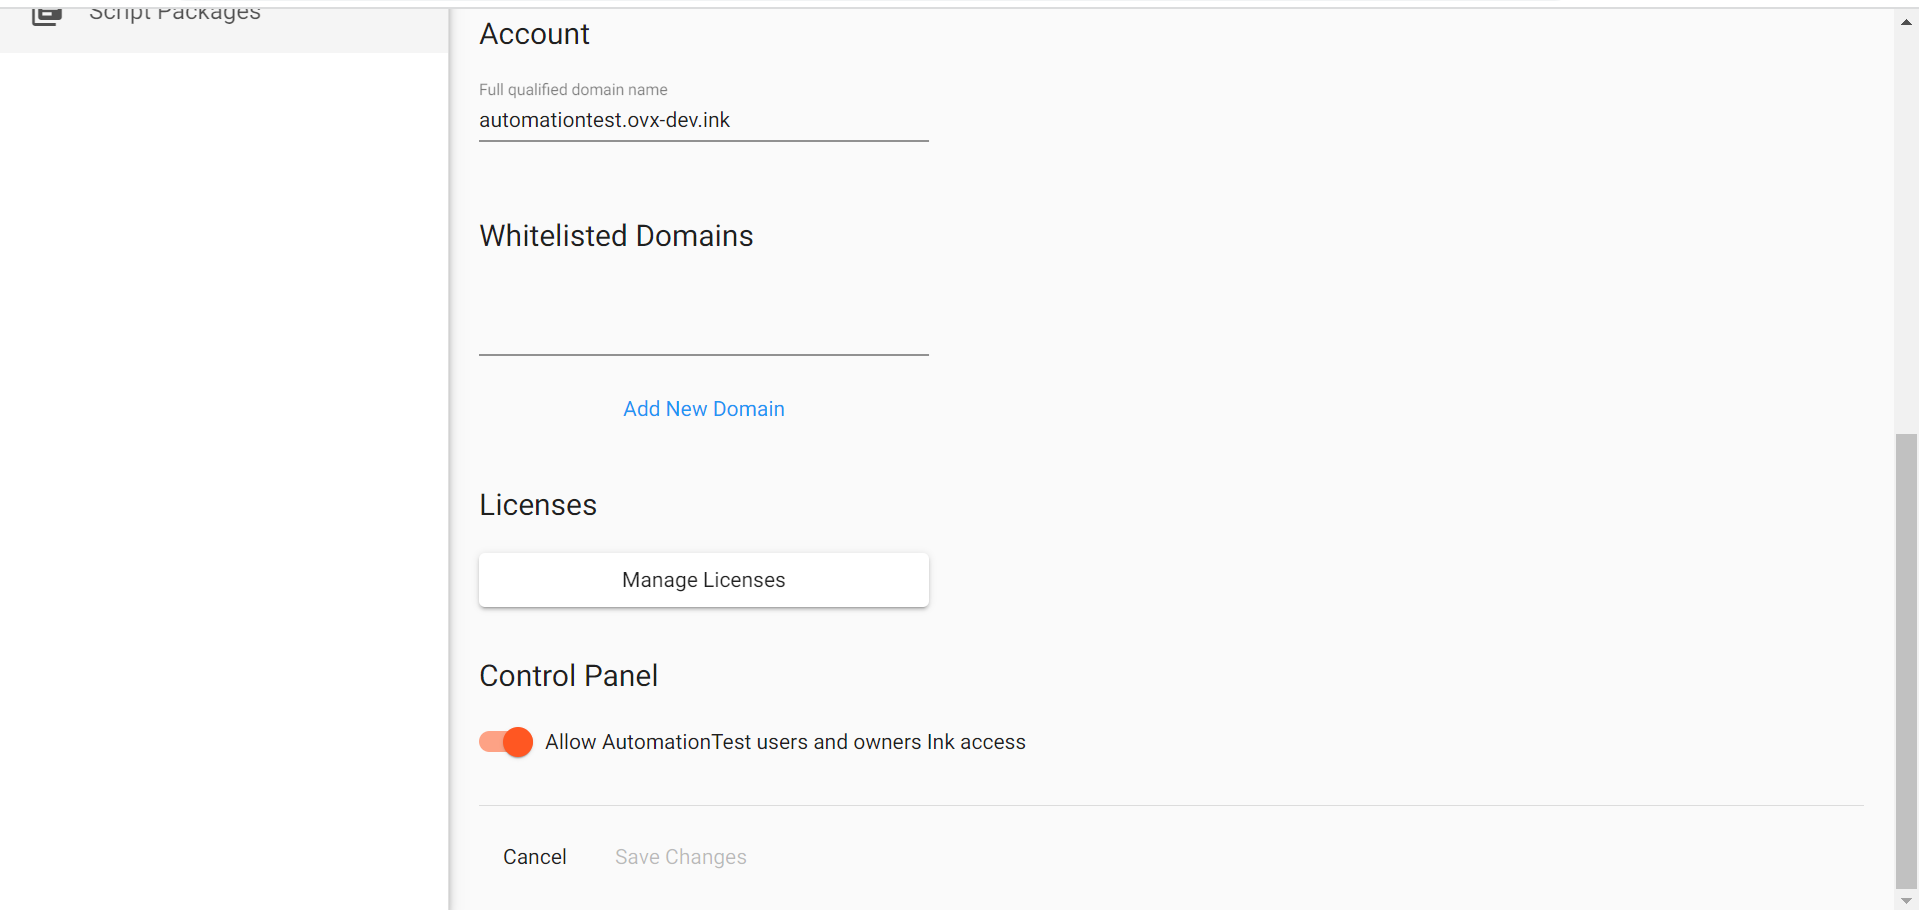 Script Packages
Account
Full qualified domain name
automationtest.ovx-dev.ink
Whitelisted Domains
Add New Domain
Licenses
Manage Licenses
Control Panel
Allow AutomationTest users and owners Ink access
Cancel
Save Changes